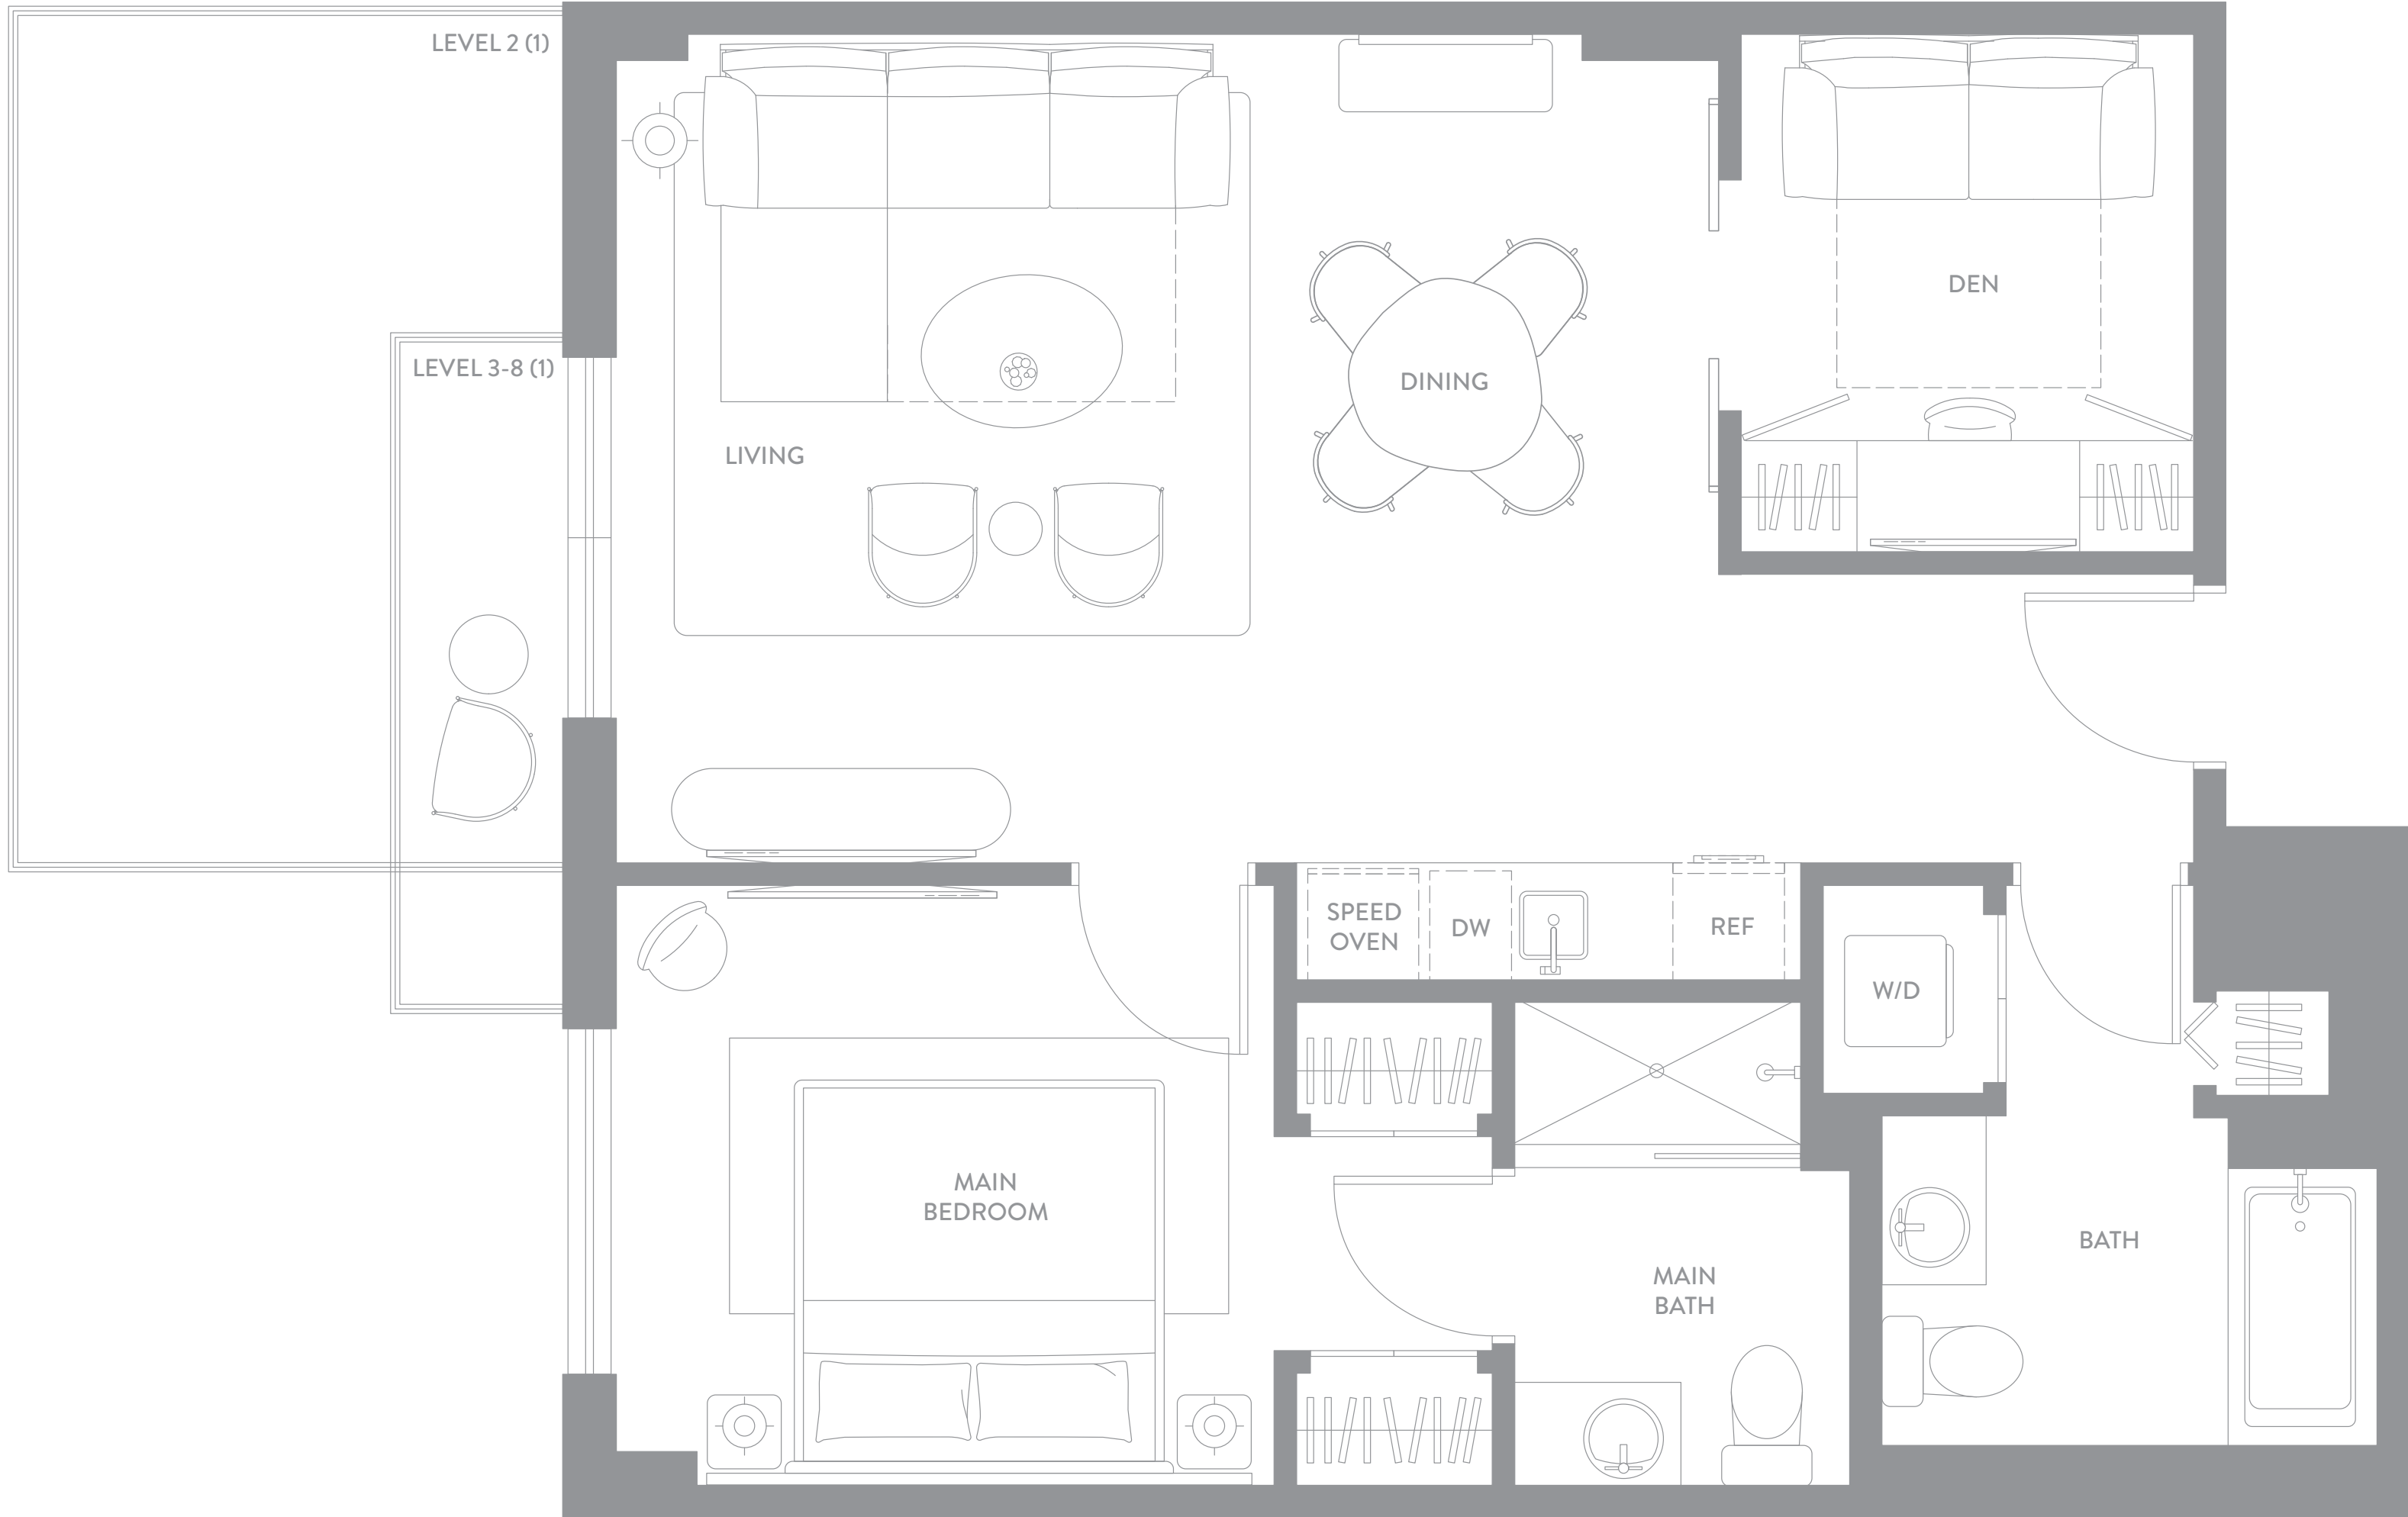 LEVEL 2 (1)
LEVEL 3-8 (1)
DEN
DINING
LIVING
SPEED
OVEN
DW
REF
W/D
MAIN
BEDROOM
BATH
MAIN
BATH